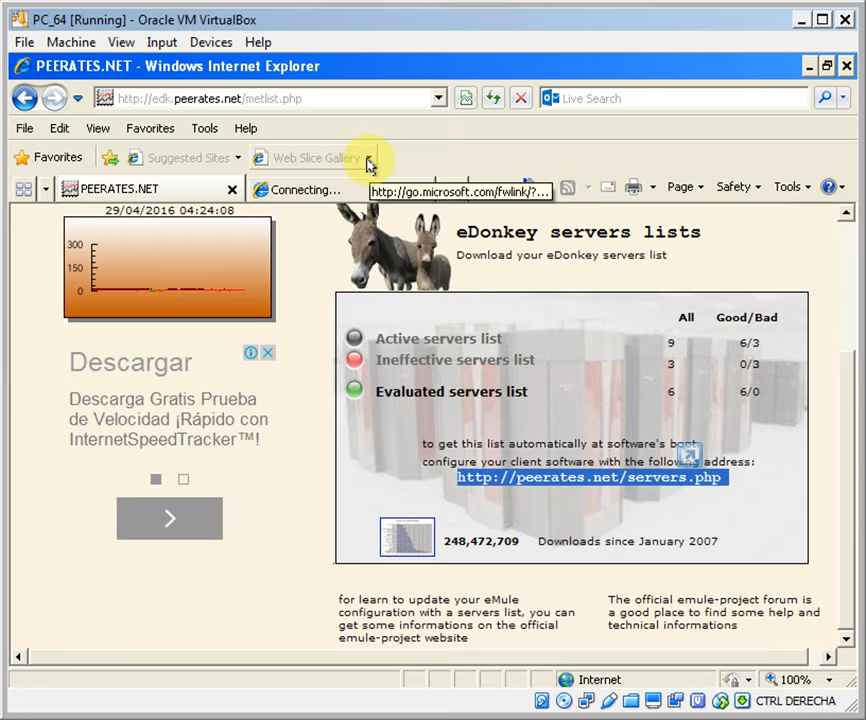 PC_64 [Running] - Oracle VM VirtualBox
File Machine View Input Devices Help
PEERATES.NET - Windows Internet Explorer
http://edk.peerates.net/metlist.php
Live Search
File Edit View Favorites Tools Help
Favorites Suggested Sites Web Slice Gallery
PEERATES.NET Connecting... Page Safety Tools
http://go.microsoft.com/fwlink/?...
29/04/2016 04:24:08
300
150
0
Descargar
Descarga Gratis Prueba
de Velocidad ¡Rápido con
InternetSpeedTracker™!
eDonkey servers lists
Download your eDonkey servers list
All Good/Bad
Active servers list 9 6/3
Ineffective servers list 3 0/3
Evaluated servers list 6 6/0
to get this list automatically at software's boot,
configure your client software with the following address:
http://peerates.net/servers.php
248,472,709 Downloads since January 2007
for learn to update your eMule
configuration with a servers list, you can
get some informations on the official
emule-project website
The official emule-project forum is
a good place to find some help and
technical informations
Internet 100%
CTRL DERECHA